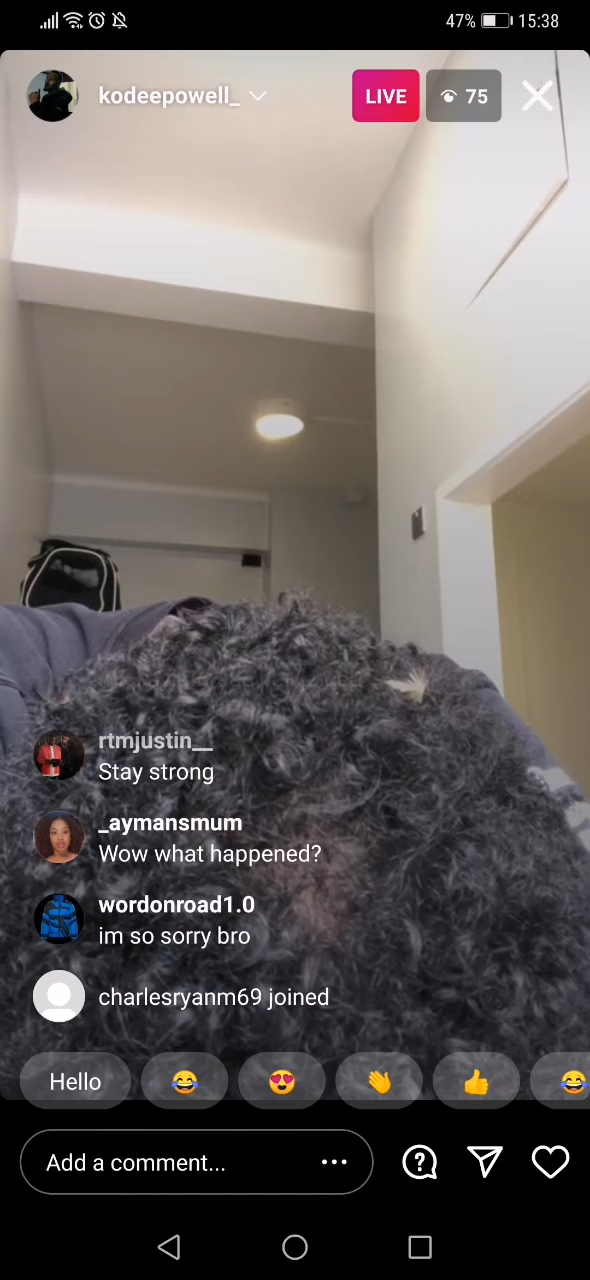 47% 15:38
kodeepowell_ LIVE 75
rtmjustin__
Stay strong
_aymansmum
Wow what happened?
wordonroad1.0
im so sorry bro
charlesryanm69 joined
Hello
Add a comment...